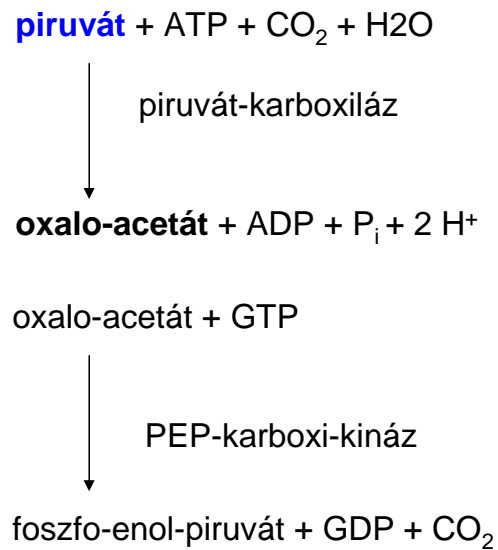 piruvát + ATP + CO₂ + H2O
piruvát-karboxiláz
oxalo-acetát + ADP + Pᵢ + 2 H⁺
oxalo-acetát + GTP
PEP-karboxi-kináz
foszfo-enol-piruvát + GDP + CO₂